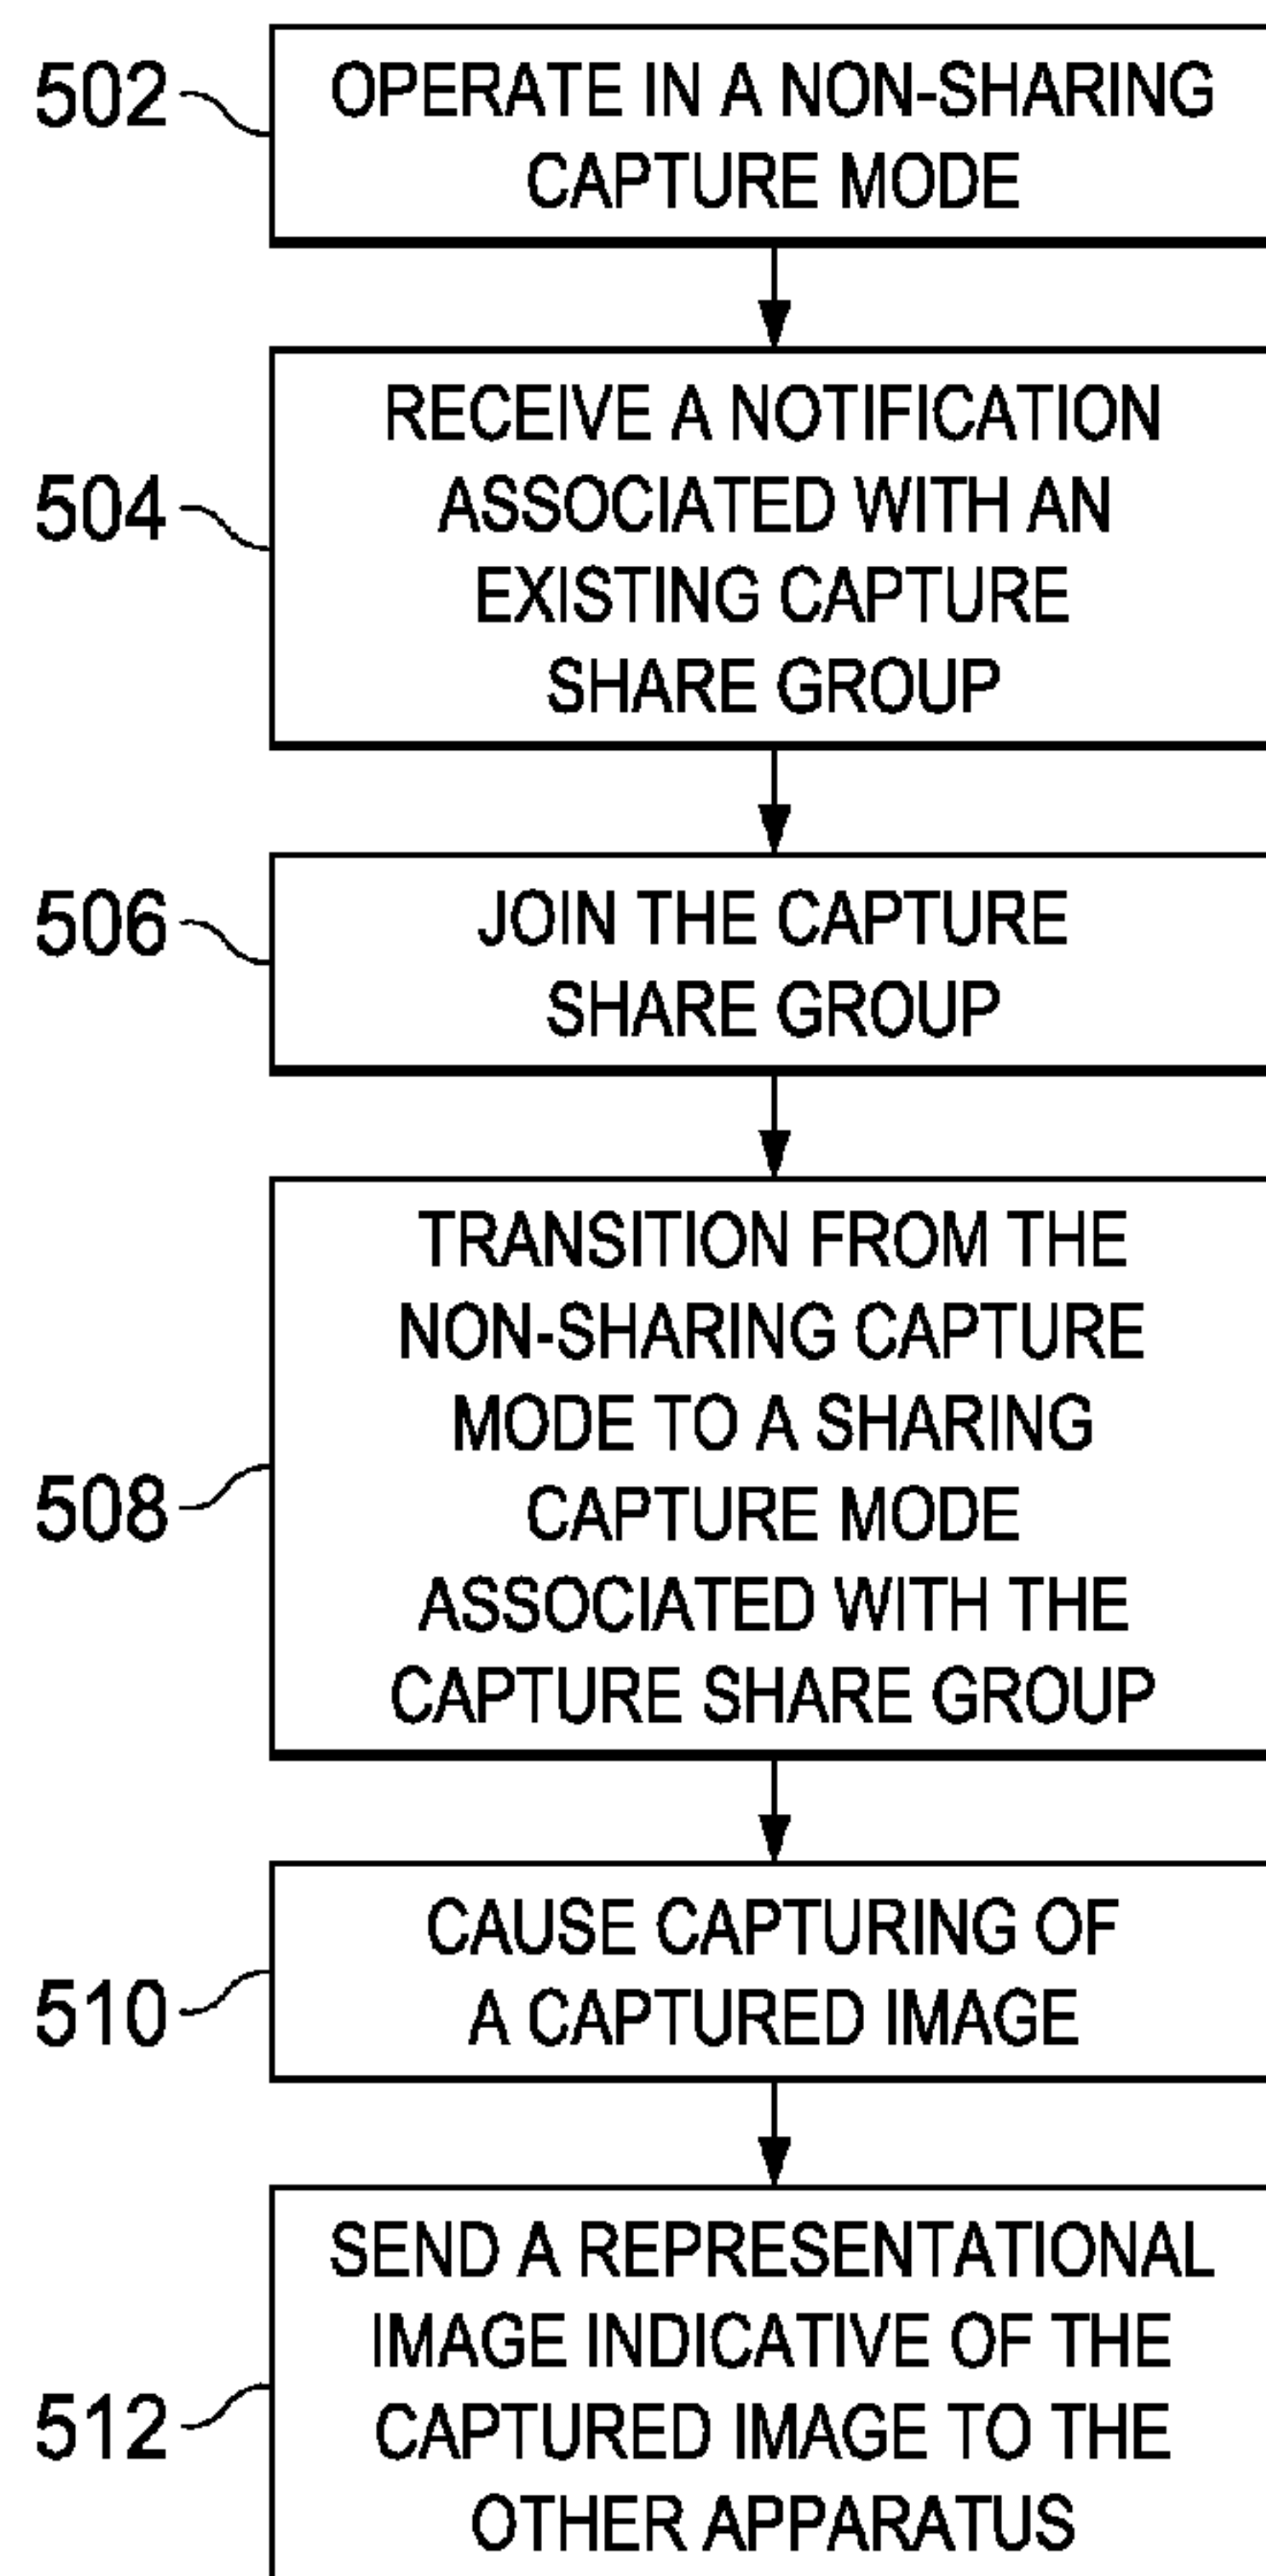 502
OPERATE IN A NON-SHARING
CAPTURE MODE
504
RECEIVE A NOTIFICATION
ASSOCIATED WITH AN
EXISTING CAPTURE
SHARE GROUP
506
JOIN THE CAPTURE
SHARE GROUP
508
TRANSITION FROM THE
NON-SHARING CAPTURE
MODE TO A SHARING
CAPTURE MODE
ASSOCIATED WITH THE
CAPTURE SHARE GROUP
510
CAUSE CAPTURING OF
A CAPTURED IMAGE
512
SEND A REPRESENTATIONAL
IMAGE INDICATIVE OF THE
CAPTURED IMAGE TO THE
OTHER APPARATUS